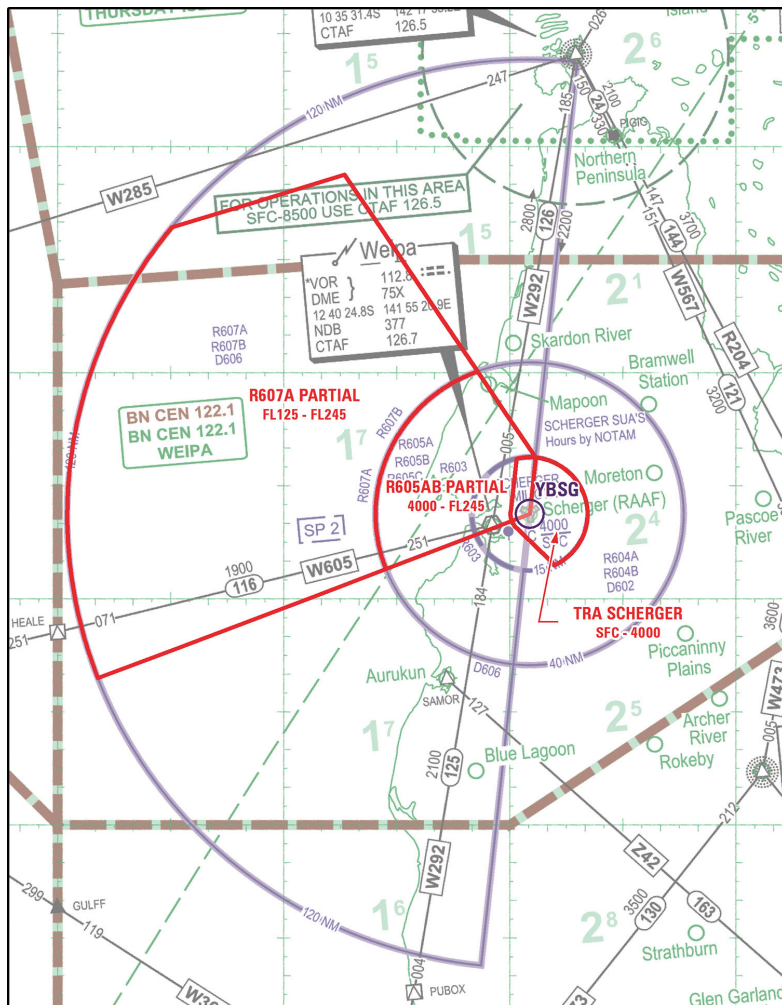 THURSDAY ISL
10 35 31.4S
CTAF 126.5
Island
026
1⁵
2⁶
120 NM
247
185
150
2100
24
330
PIGIG
W285
Northern
Peninsula
FOR OPERATIONS IN THIS AREA
SFC-8500 USE CTAF 126.5
2800
126
2200
147
151
3700
144
1⁵
Weipa
*VOR 112.8
DME 75X
12 40 24.8S 141 55 20.9E
NDB 377
CTAF 126.7
W292
2¹
W567
R204
121
3200
Skardon River
Bramwell
Station
R607A
R607B
D606
R607A PARTIAL
FL125 - FL245
Mapoon
BN CEN 122.1
BN CEN 122.1
WEIPA
1⁷
R607B
R605A
R605B
R605C
R603
005
SCHERGER SUA'S
Hours by NOTAM
120 NM
R607A
R605AB PARTIAL
4000 - FL245
YBSG
Moreton
Scherger (RAAF)
Pascoe
River
SP 2
4000
SFC
2⁴
251
R603
W605
1900
116
15 NM
R604A
R604B
D602
184
TRA SCHERGER
SFC - 4000
HEALE
071
251
Piccaninny
Plains
3600
40 NM
D606
Aurukun
SAMOR
127
W473
005
2⁵
Archer
River
Rokeby
1⁷
2100
125
Blue Lagoon
212
W292
Z42
163
299
GULFF
119
120 NM
1⁶
2⁸
3500
130
Strathburn
004
PUBOX
Glen Garland